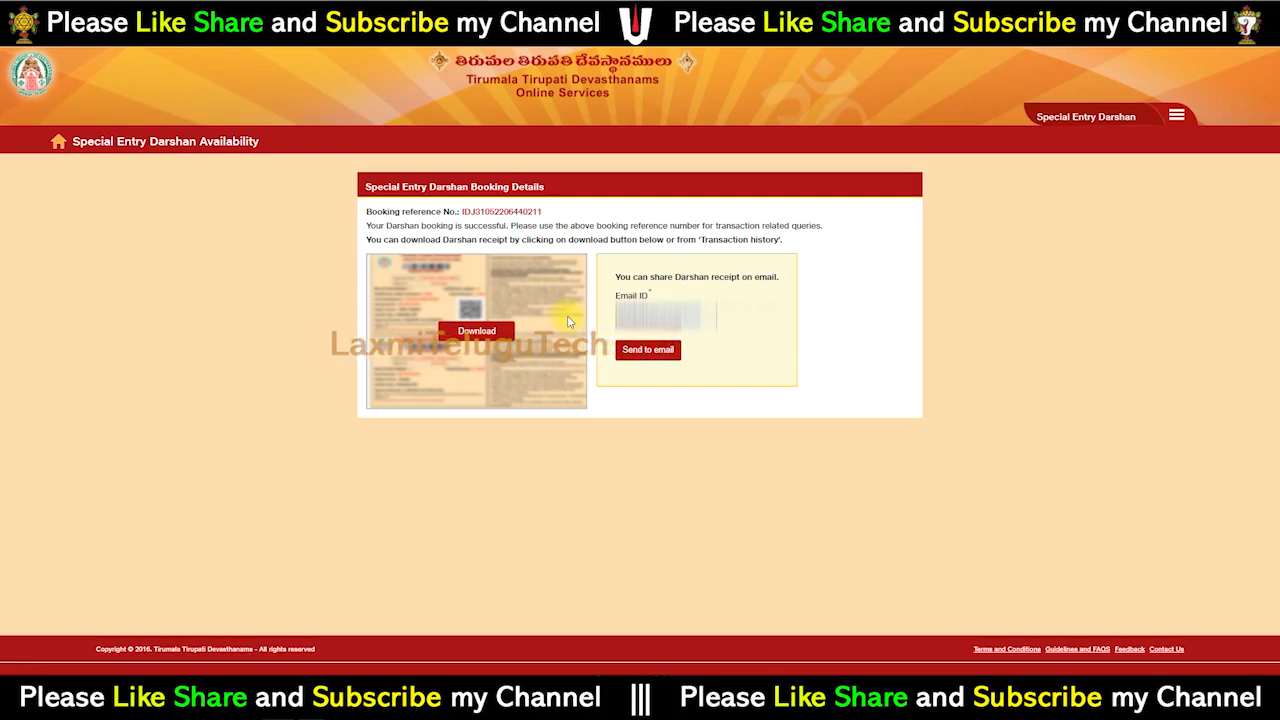 Please Like Share and Subscribe my Channel
Please Like Share and Subscribe my Channel
తిరుమల తిరుపతి దేవస్థానములు
Tirumala Tirupati Devasthanams
Online Services
Special Entry Darshan
Special Entry Darshan Availability
Special Entry Darshan Booking Details
Booking reference No.: IDJ31052206440211
Your Darshan booking is successful. Please use the above booking reference number for transaction related queries.
You can download Darshan receipt by clicking on download button below or from 'Transaction history'.
You can share Darshan receipt on email.
Email ID*
Download
LaxmiTeluguTech
Send to email
Copyright © 2016. Tirumala Tirupati Devasthanams - All rights reserved
Terms and Conditions Guidelines and FAQS Feedback Contact Us
Please Like Share and Subscribe my Channel ||| Please Like Share and Subscribe my Channel